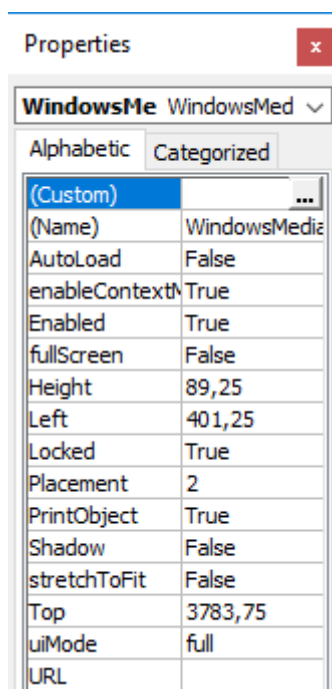 Properties
x
WindowsMe WindowsMed
Alphabetic Categorized
(Custom) ...
(Name) WindowsMedia
AutoLoad False
enableContextM True
Enabled True
fullScreen False
Height 89,25
Left 401,25
Locked True
Placement 2
PrintObject True
Shadow False
stretchToFit False
Top 3783,75
uiMode full
URL